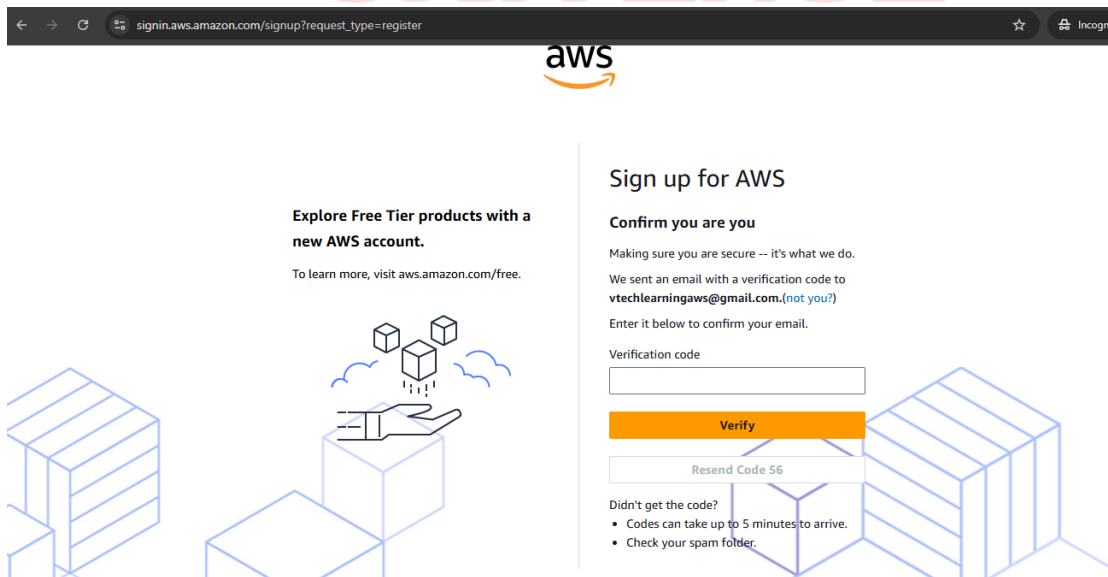 signin.aws.amazon.com/signup?request_type=register
aws
Explore Free Tier products with a
new AWS account.
To learn more, visit aws.amazon.com/free.
Sign up for AWS
Confirm you are you
Making sure you are secure -- it's what we do.
We sent an email with a verification code to
vtechlearningaws@gmail.com.(not you?)
Enter it below to confirm your email.
Verification code
Verify
Resend Code 56
Didn't get the code?
• Codes can take up to 5 minutes to arrive.
• Check your spam folder.